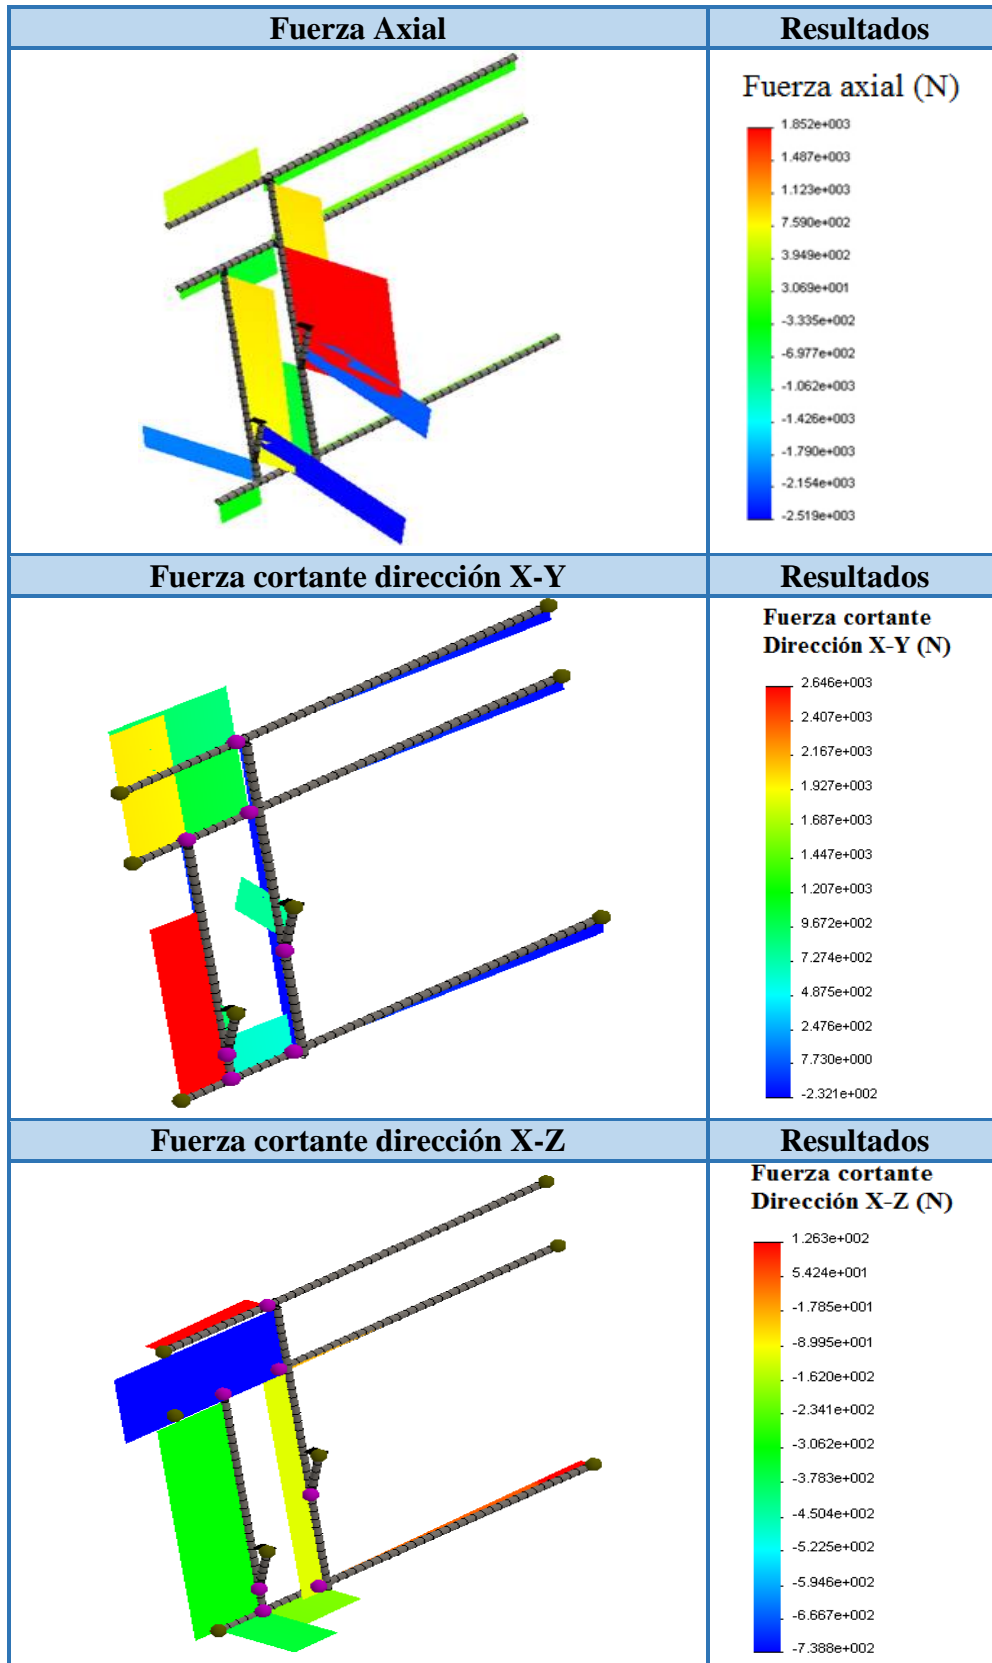 Fuerza Axial
Resultados
Fuerza axial (N)
1.852e+003
1.487e+003
1.123e+003
7.590e+002
3.949e+002
3.069e+001
-3.335e+002
-6.977e+002
-1.062e+003
-1.426e+003
-1.790e+003
-2.154e+003
-2.519e+003
Fuerza cortante dirección X-Y
Resultados
Fuerza cortante
Dirección X-Y (N)
2.646e+003
2.407e+003
2.167e+003
1.927e+003
1.687e+003
1.447e+003
1.207e+003
9.672e+002
7.274e+002
4.875e+002
2.476e+002
7.730e+000
-2.321e+002
Fuerza cortante dirección X-Z
Resultados
Fuerza cortante
Dirección X-Z (N)
1.263e+002
5.424e+001
-1.785e+001
-8.995e+001
-1.620e+002
-2.341e+002
-3.062e+002
-3.783e+002
-4.504e+002
-5.225e+002
-5.946e+002
-6.667e+002
-7.388e+002